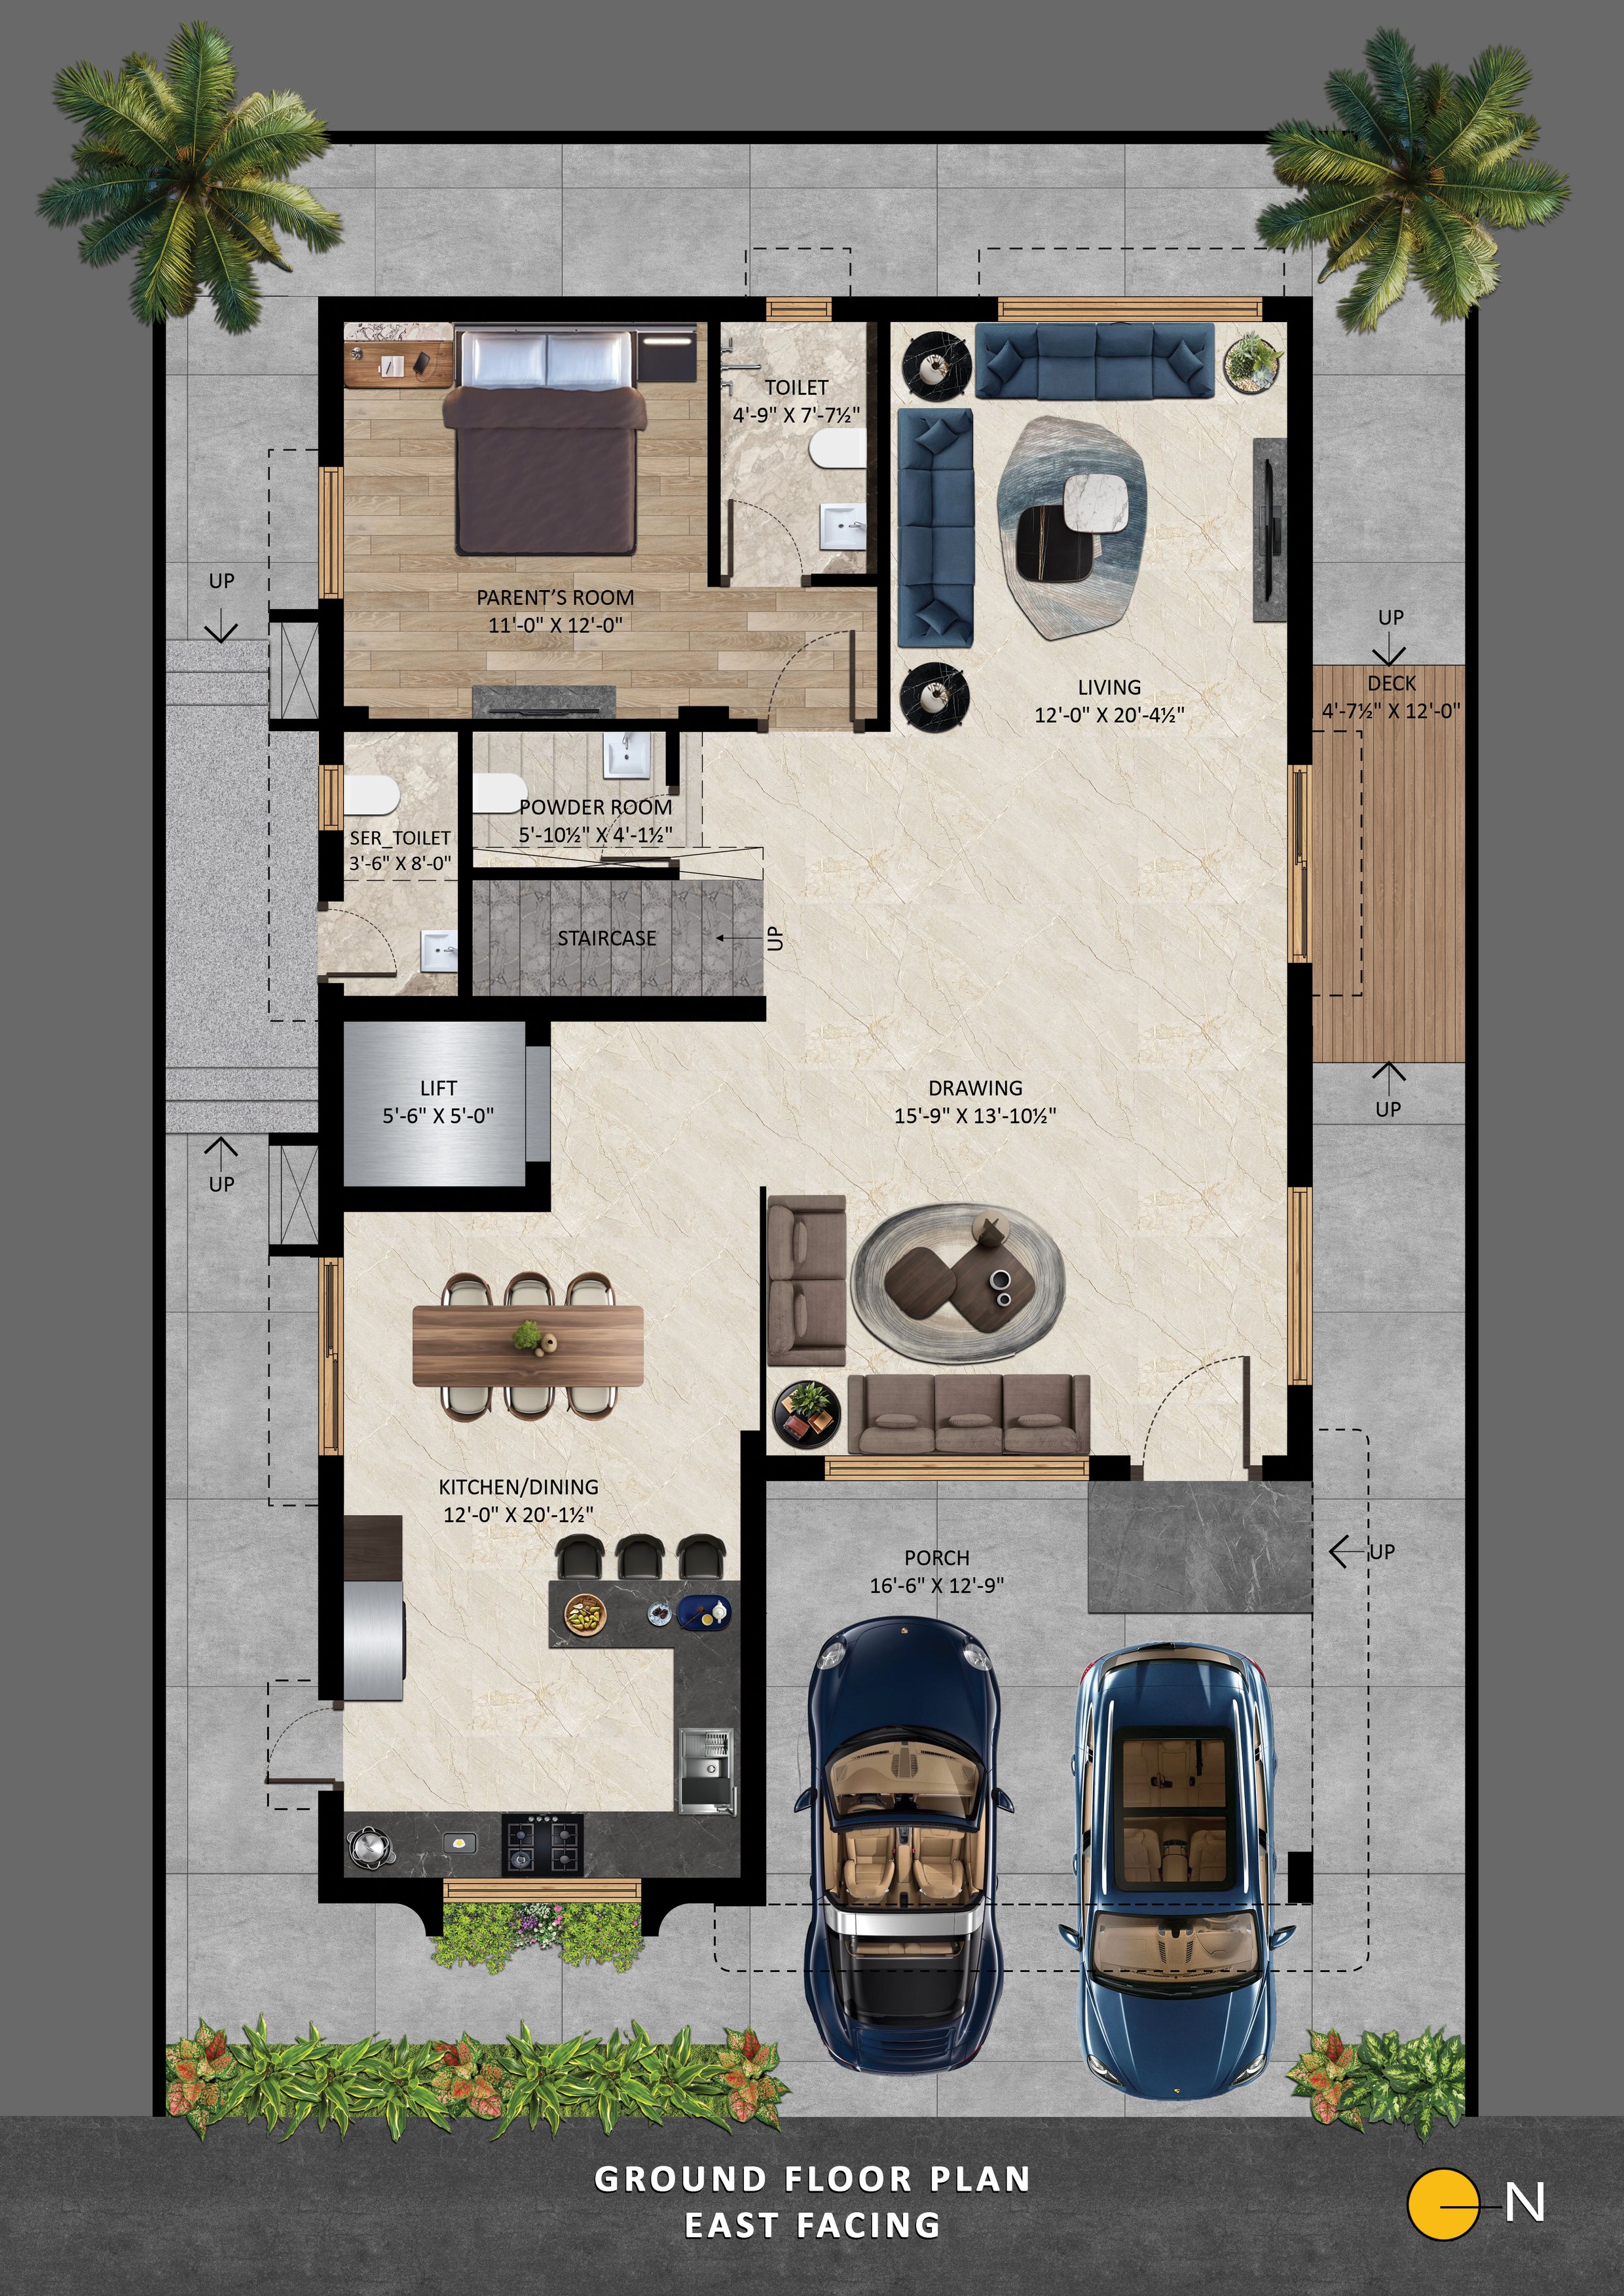 TOILET
4'-9" X 7'-7½"
UP
PARENT'S ROOM
11'-0" X 12'-0"
UP
LIVING
12'-0" X 20'-4½"
DECK
4'-7½" X 12'-0"
POWDER ROOM
5'-10½" X 4'-1½"
SER_TOILET
3'-6" X 8'-0"
STAIRCASE
UP
LIFT
5'-6" X 5'-0"
DRAWING
15'-9" X 13'-10½"
UP
UP
KITCHEN/DINING
12'-0" X 20'-1½"
PORCH
16'-6" X 12'-9"
UP
GROUND FLOOR PLAN
EAST FACING
N